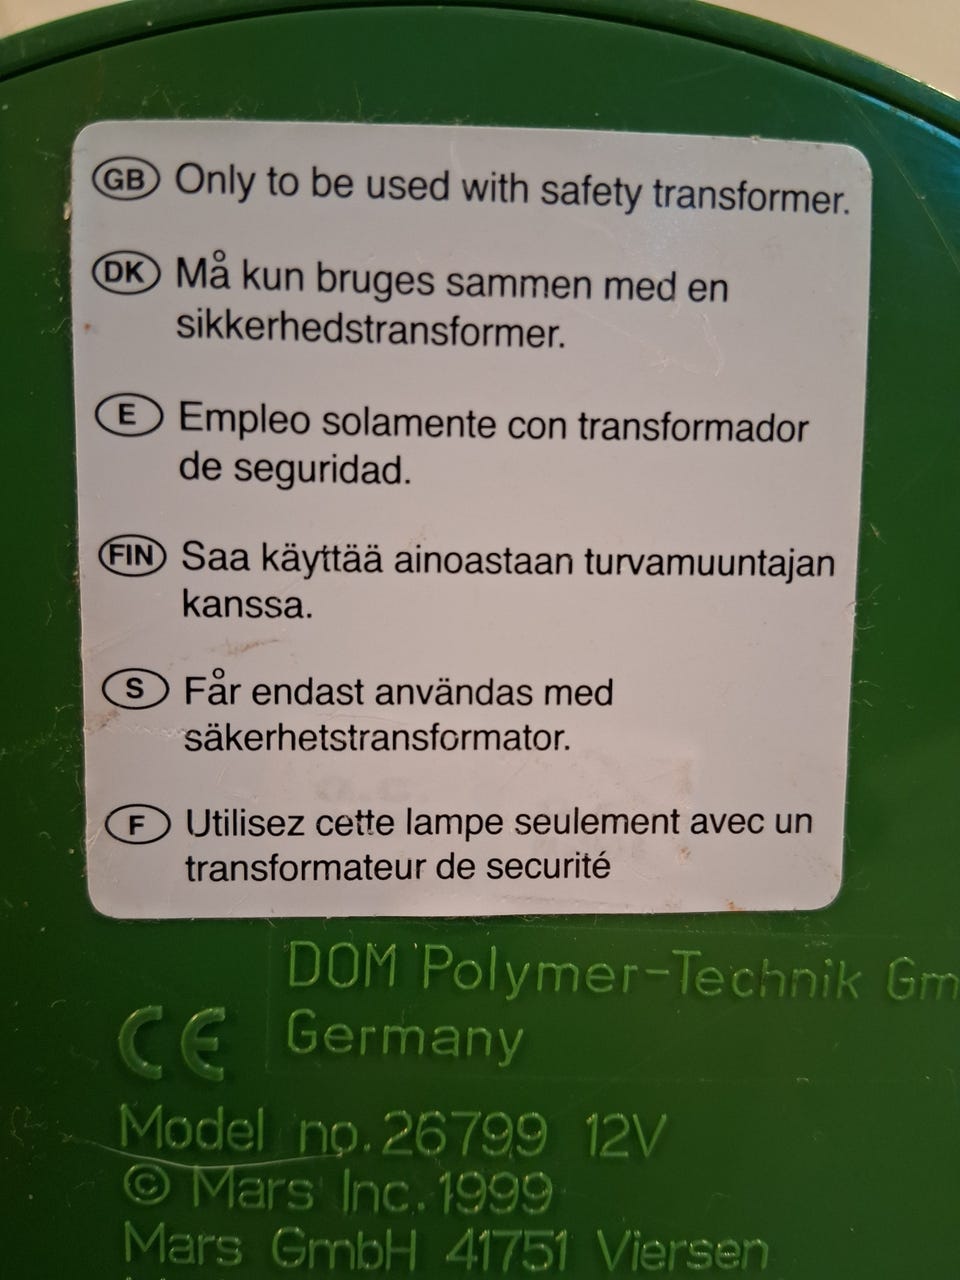 GB Only to be used with safety transformer.
DK Må kun bruges sammen med en
sikkerhedstransformer.
E Empleo solamente con transformador
de seguridad.
FIN Saa käyttää ainoastaan turvamuuntajan
kanssa.
S Får endast användas med
säkerhetstransformator.
F Utilisez cette lampe seulement avec un
transformateur de securité
DOM Polymer-Technik Gm
CE Germany
Model no. 26799 12V
© Mars Inc. 1999
Mars GmbH 41751 Viersen